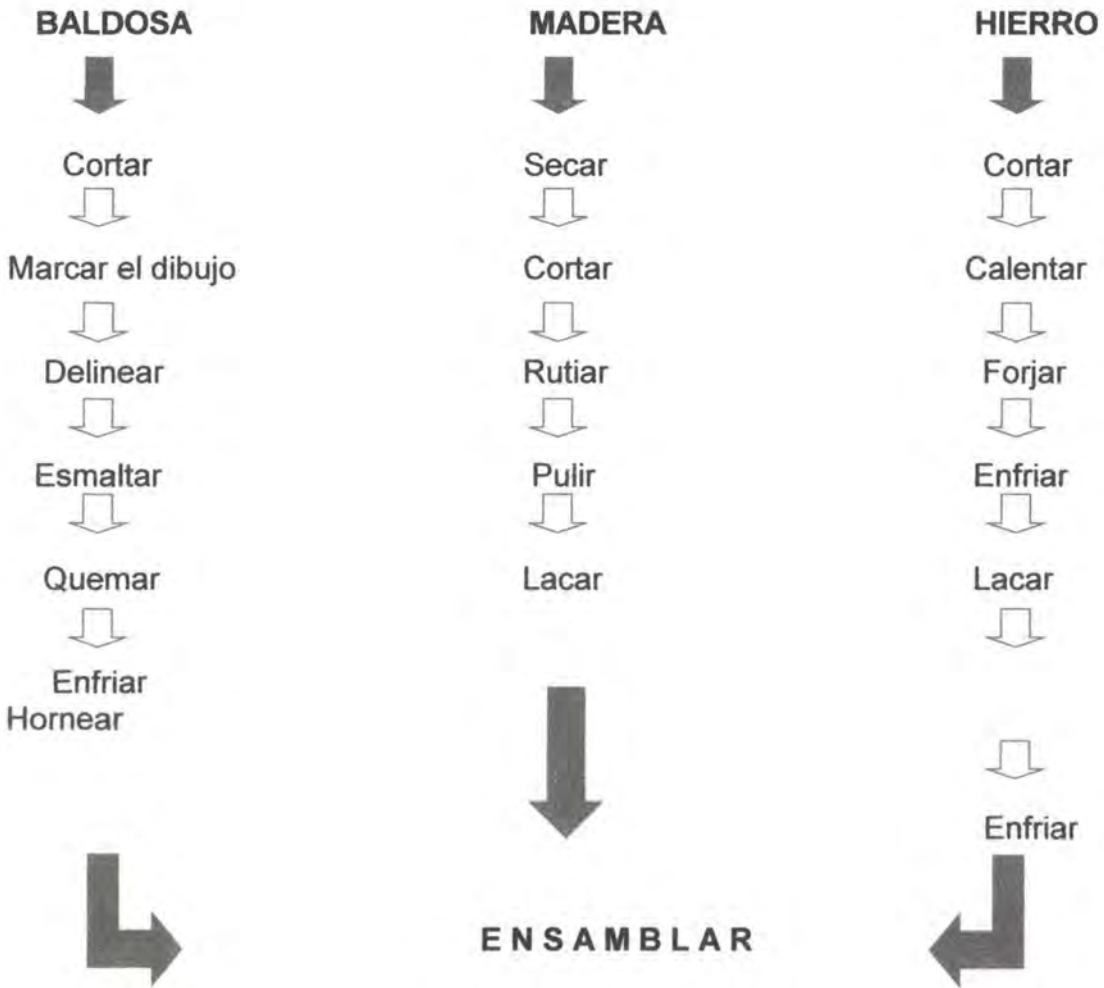 BALDOSA MADERA HIERRO
Cortar Secar Cortar
Marcar el dibujo Cortar Calentar
Delinear Rutiar Forjar
Esmaltar Pulir Enfriar
Quemar Lacar Lacar
Enfriar
Hornear
Enfriar
ENSAMBLAR